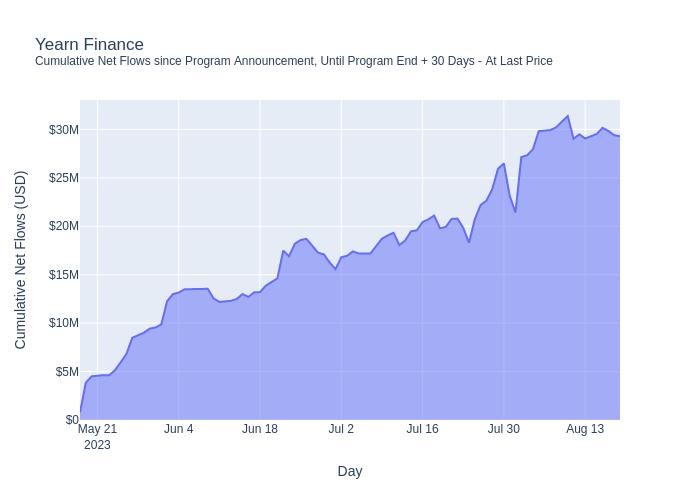 Yearn Finance
Cumulative Net Flows since Program Announcement, Until Program End + 30 Days - At Last Price
Cumulative Net Flows (USD)
$30M
$25M
$20M
$15M
$10M
$5M
$0
May 21
2023
Jun 4
Jun 18
Jul 2
Jul 16
Jul 30
Aug 13
Day